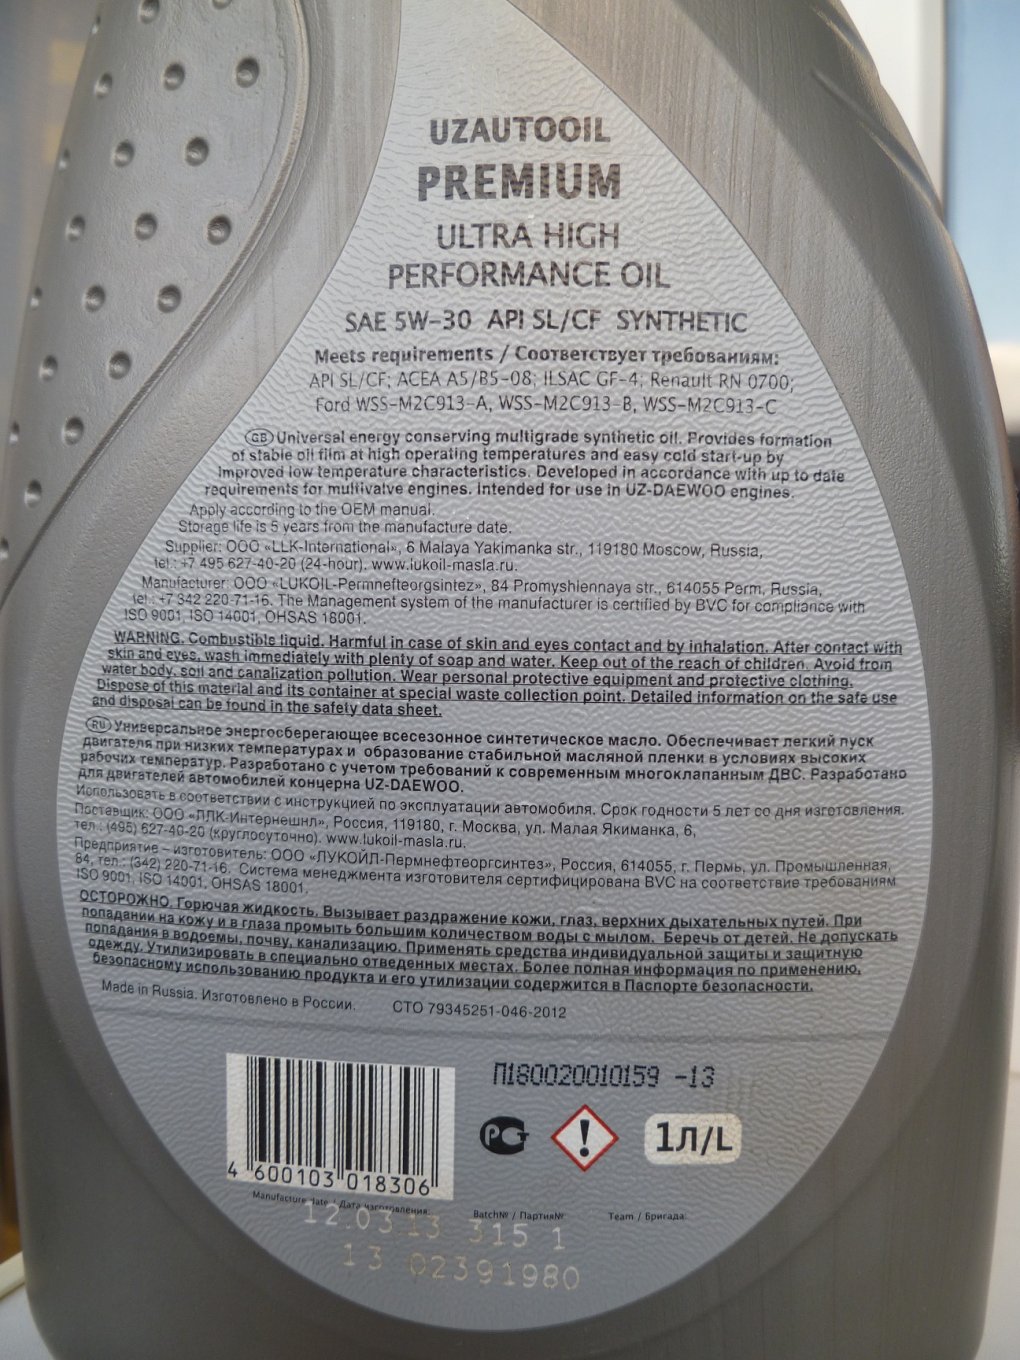 UZAUTOOIL
PREMIUM
ULTRA HIGH
PERFORMANCE OIL
SAE 5W-30 API SL/CF SYNTHETIC
Meets requirements / Соответствует требованиям:
API SL/CF; ACEA A5/B5-08; ILSAC GF-4; Renault RN 0700;
Ford WSS-M2C913-A, WSS-M2C913-B, WSS-M2C913-C
GB Universal energy conserving multigrade synthetic oil. Provides formation
of stable oil film at high operating temperatures and easy cold start-up by
improved low temperature characteristics. Developed in accordance with up to date
requirements for multivalve engines. Intended for use in UZ-DAEWOO engines.
Apply according to the OEM manual.
Storage life is 5 years from the manufacture date.
Supplier: OOO «LLK-International», 6 Malaya Yakimanka str., 119180 Moscow, Russia,
tel.: +7 495 627-40-20 (24-hour). www.lukoil-masla.ru.
Manufacturer: OOO «LUKOIL-Permnefteorgsintez», 84 Promyshlennaya str., 614055 Perm, Russia,
tel.: +7 342 220-71-16. The Management system of the manufacturer is certified by BVC for compliance with
ISO 9001, ISO 14001, OHSAS 18001.
WARNING. Combustible liquid. Harmful in case of skin and eyes contact and by inhalation. After contact with
skin and eyes, wash immediately with plenty of soap and water. Keep out of the reach of children. Avoid from
water body, soil and canalization pollution. Wear personal protective equipment and protective clothing.
Dispose of this material and its container at special waste collection point. Detailed information on the safe use
and disposal can be found in the safety data sheet.
RU Универсальное энергосберегающее всесезонное синтетическое масло. Обеспечивает легкий пуск
двигателя при низких температурах и образование стабильной масляной пленки в условиях высоких
рабочих температур. Разработано с учетом требований к современным многоклапанным ДВС. Разработано
для двигателей автомобилей концерна UZ-DAEWOO.
Использовать в соответствии с инструкцией по эксплуатации автомобиля. Срок годности 5 лет со дня изготовления.
Поставщик: ООО «ЛЛК-Интернешнл», Россия, 119180, г. Москва, ул. Малая Якиманка, 6,
тел.: (495) 627-40-20 (круглосуточно). www.lukoil-masla.ru.
Предприятие – изготовитель: ООО «ЛУКОЙЛ-Пермнефтеоргсинтез», Россия, 614055, г. Пермь, ул. Промышленная,
84, тел.: (342) 220-71-16. Система менеджмента изготовителя сертифицирована BVC на соответствие требованиям
ISO 9001, ISO 14001, OHSAS 18001.
ОСТОРОЖНО. Горючая жидкость. Вызывает раздражение кожи, глаз, верхних дыхательных путей. При
попадании на кожу и в глаза промыть большим количеством воды с мылом. Беречь от детей. Не допускать
попадания в водоемы, почву, канализацию. Применять средства индивидуальной защиты и защитную
одежду. Утилизировать в специально отведенных местах. Более полная информация по применению,
безопасному использованию продукта и его утилизации содержится в Паспорте безопасности.
Made in Russia. Изготовлено в России. СТО 79345251-046-2012
П180020010159 -13
РСТ
1Л/L
4 600103 018306
Manufacture date / Дата изготовления: Batch№ / Партия№ Team / Бригада:
12.03.13 315 1
13 02391980